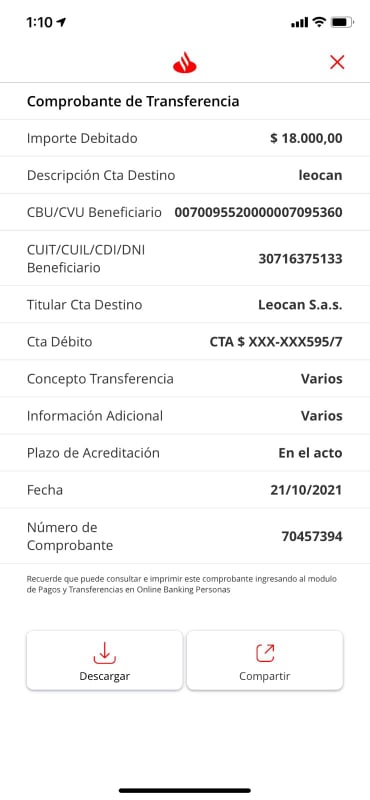 1:10
Comprobante de Transferencia
Importe Debitado $ 18.000,00
Descripción Cta Destino leocan
CBU/CVU Beneficiario 0070095520000007095360
CUIT/CUIL/CDI/DNI
Beneficiario 30716375133
Titular Cta Destino Leocan S.a.s.
Cta Débito CTA $ XXX-XXX595/7
Concepto Transferencia Varios
Información Adicional Varios
Plazo de Acreditación En el acto
Fecha 21/10/2021
Número de
Comprobante 70457394
Recuerde que puede consultar e imprimir este comprobante ingresando al modulo
de Pagos y Transferencias en Online Banking Personas
Descargar Compartir